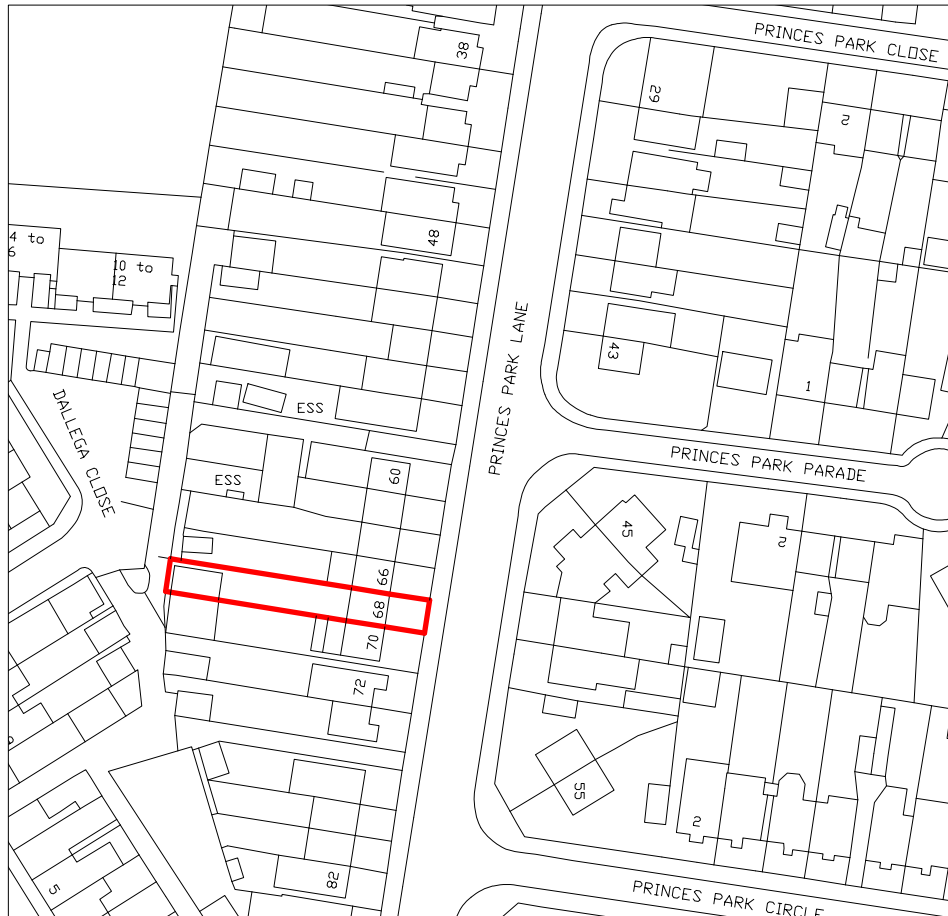 PRINCES PARK CLOSE
38
29
2
48
4 to
6
10 to
12
PRINCES PARK LANE
43
1
ESS
DALLEGA CLOSE
PRINCES PARK PARADE
60
ESS
45
2
66
68
70
72
55
2
82
5
PRINCES PARK CIRCLE